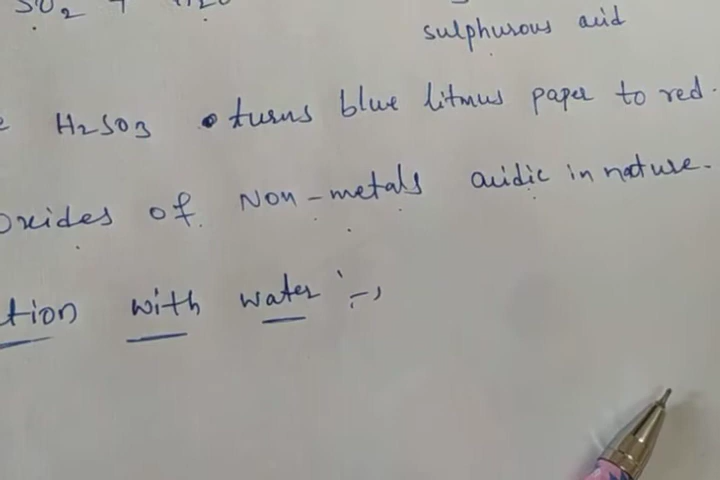 SO2 + H2O
sulphurous acid
H2SO3 turns blue litmus paper to red.
oxides of Non-metals acidic in nature.
tion with water :-